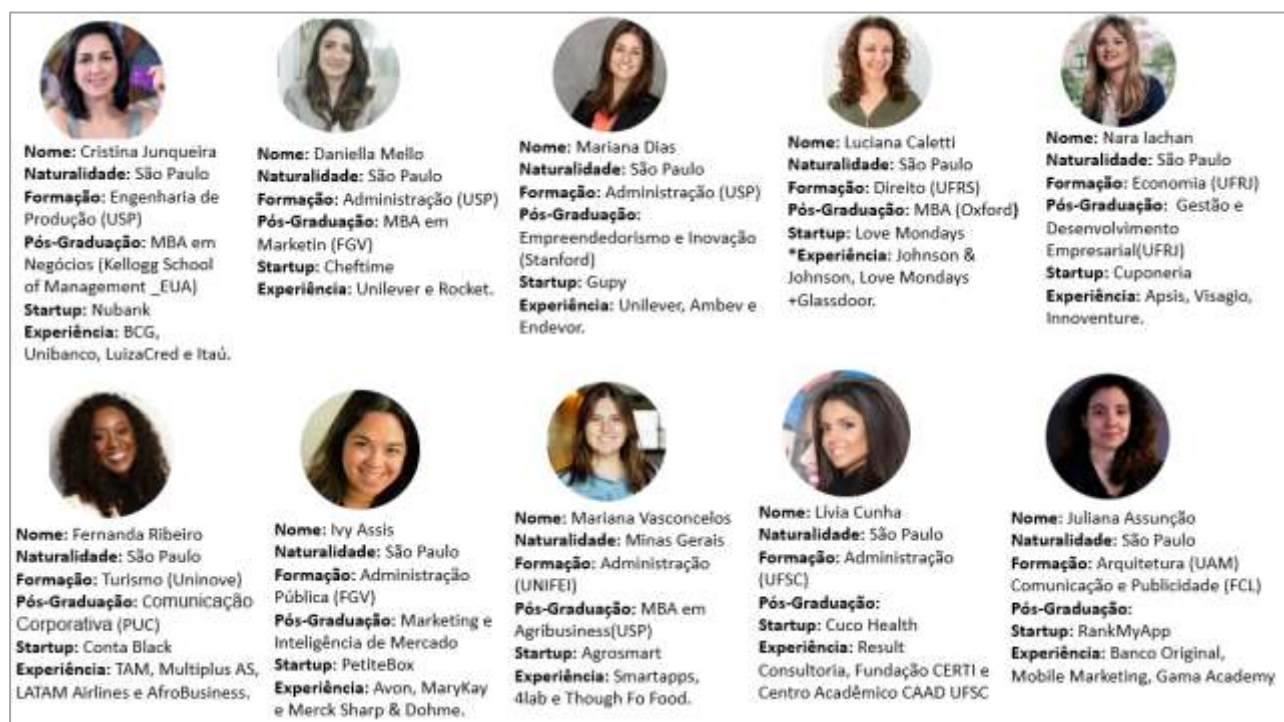 Nome: Cristina Junqueira
Naturalidade: São Paulo
Formação: Engenharia de
Produção (USP)
Pós-Graduação: MBA em
Negócios (Kellogg School
of Management _EUA)
Startup: Nubank
Experiência: BCG,
Unibanco, LuizaCred e Itaú.
Nome: Daniella Mello
Naturalidade: São Paulo
Formação: Administração (USP)
Pós-Graduação: MBA em
Marketin (FGV)
Startup: Cheftime
Experiência: Unilever e Rocket.
Nome: Mariana Dias
Naturalidade: São Paulo
Formação: Administração (USP)
Pós-Graduação:
Empreendedorismo e Inovação
(Stanford)
Startup: Gupy
Experiência: Unilever, Ambev e
Endevor.
Nome: Luciana Caletti
Naturalidade: São Paulo
Formação: Direito (UFRS)
Pós-Graduação: MBA (Oxford)
Startup: Love Mondays
*Experiência: Johnson &
Johnson, Love Mondays
+Glassdoor.
Nome: Nara Iachan
Naturalidade: São Paulo
Formação: Economia (UFRJ)
Pós-Graduação: Gestão e
Desenvolvimento
Empresarial(UFRJ)
Startup: Cuponeria
Experiência: Apsis, Visagio,
Innoventure.
Nome: Fernanda Ribeiro
Naturalidade: São Paulo
Formação: Turismo (Uninove)
Pós-Graduação: Comunicação
Corporativa (PUC)
Startup: Conta Black
Experiência: TAM, Multiplus AS,
LATAM Airlines e AfroBusiness.
Nome: Ivy Assis
Naturalidade: São Paulo
Formação: Administração
Pública (FGV)
Pós-Graduação: Marketing e
Inteligência de Mercado
Startup: PetiteBox
Experiência: Avon, MaryKay
e Merck Sharp & Dohme.
Nome: Mariana Vasconcelos
Naturalidade: Minas Gerais
Formação: Administração
(UNIFEI)
Pós-Graduação: MBA em
Agribusiness(USP)
Startup: Agrosmart
Experiência: Smartapps,
4lab e Though Fo Food.
Nome: Lívia Cunha
Naturalidade: São Paulo
Formação: Administração
(UFSC)
Pós-Graduação:
Startup: Cuco Health
Experiência: Result
Consultoria, Fundação CERTI e
Centro Acadêmico CAAD UFSC
Nome: Juliana Assunção
Naturalidade: São Paulo
Formação: Arquitetura (UAM)
Comunicação e Publicidade (FCL)
Pós-Graduação:
Startup: RankMyApp
Experiência: Banco Original,
Mobile Marketing, Gama Academy